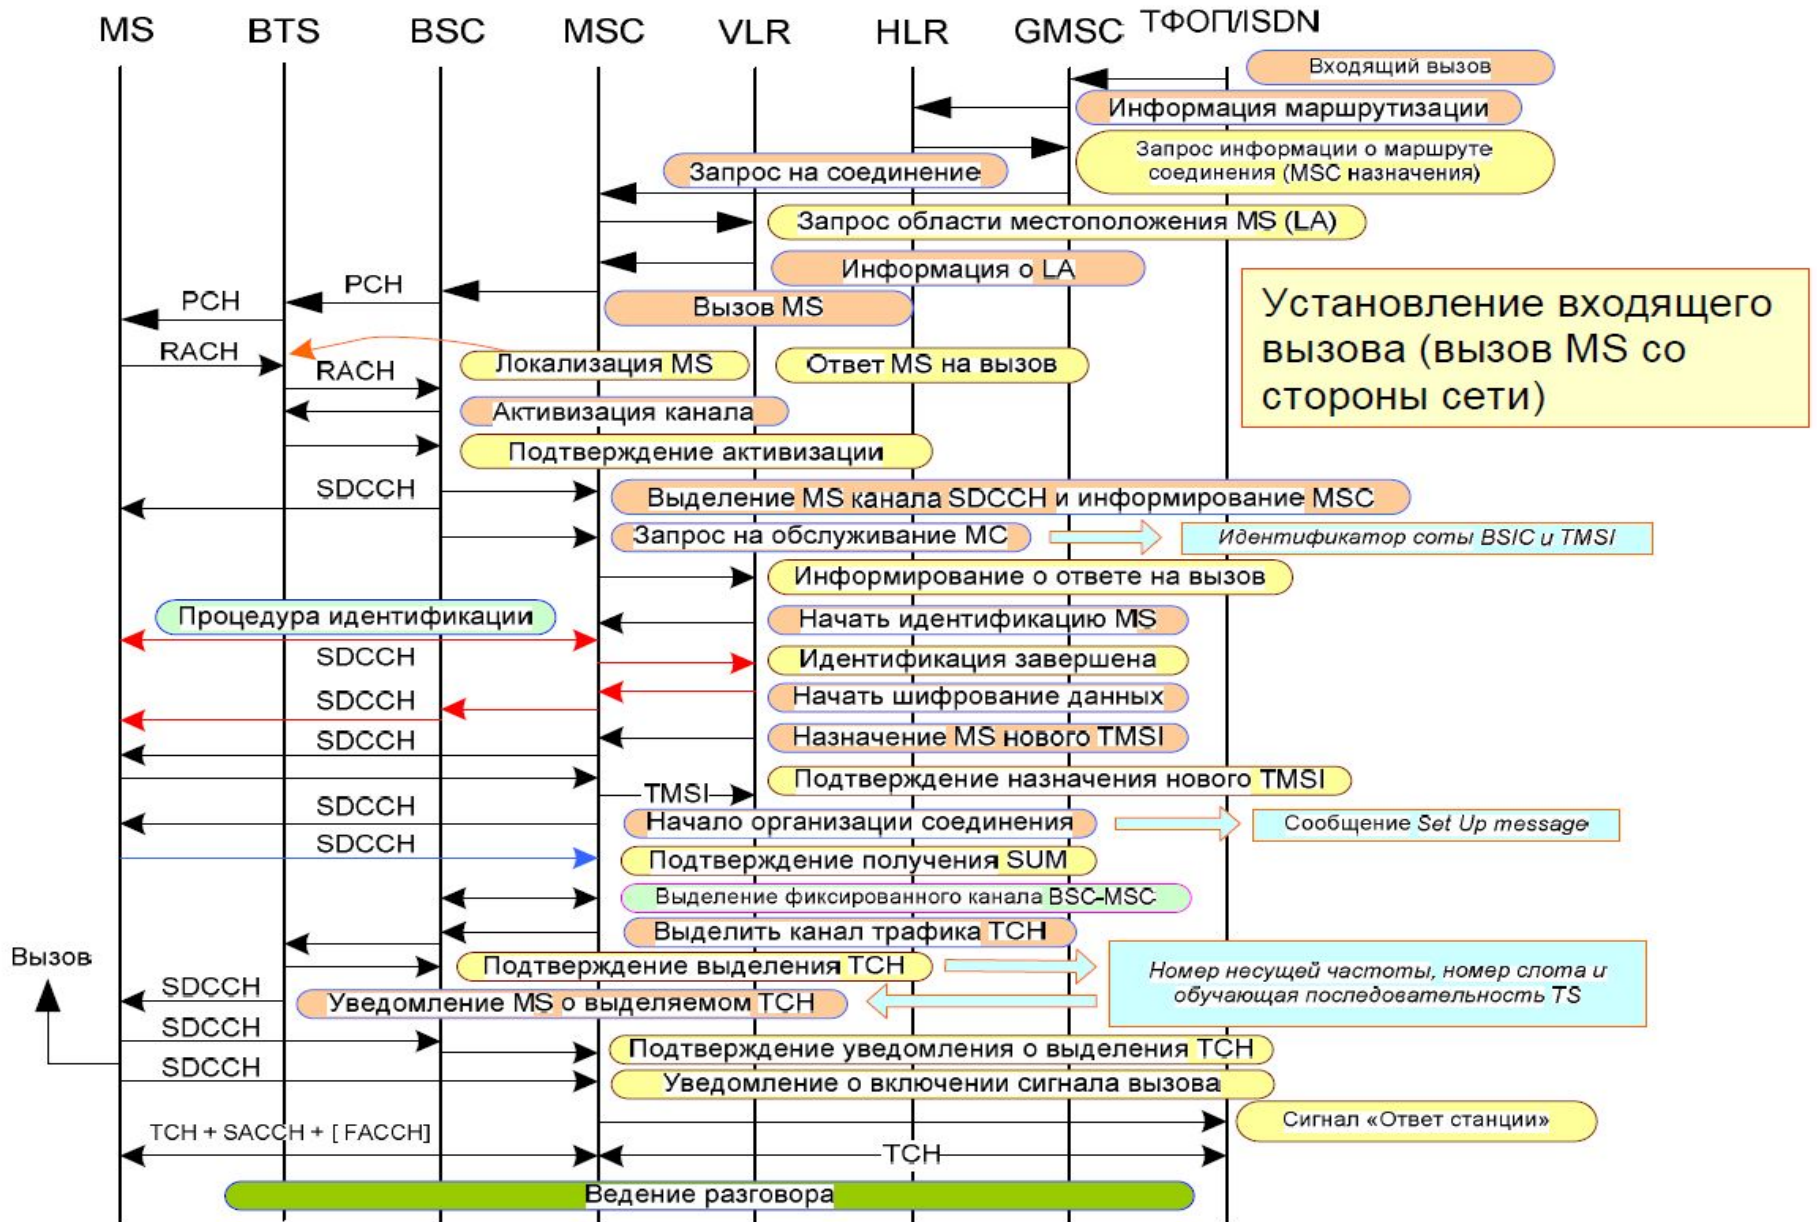 MS BTS BSC MSC VLR HLR GMSC ТФОП/ISDN
Входящий вызов
Информация маршрутизации
Запрос информации о маршруте
соединения (MSC назначения)
Запрос на соединение
Запрос области местоположения MS (LA)
Информация о LA
PCH
PCH
Вызов MS
Установление входящего
вызова (вызов MS со
стороны сети)
RACH
Локализация MS
Ответ MS на вызов
RACH
Активизация канала
Подтверждение активизации
SDCCH
Выделение MS канала SDCCH и информирование MSC
Запрос на обслуживание МС
Идентификатор соты BSIC и TMSI
Информирование о ответе на вызов
Процедура идентификации
Начать идентификацию MS
SDCCH
Идентификация завершена
SDCCH
Начать шифрование данных
SDCCH
Назначение MS нового TMSI
Подтверждение назначения нового TMSI
TMSI
SDCCH
Начало организации соединения
Сообщение Set Up message
SDCCH
Подтверждение получения SUM
Выделение фиксированного канала BSC-MSC
Выделить канал трафика TCH
Вызов
Подтверждение выделения TCH
Номер несущей частоты, номер слота и
обучающая последовательность TS
SDCCH
Уведомление MS о выделяемом TCH
SDCCH
Подтверждение уведомления о выделения TCH
SDCCH
Уведомление о включении сигнала вызова
Сигнал «Ответ станции»
TCH + SACCH + [ FACCH]
TCH
Ведение разговора